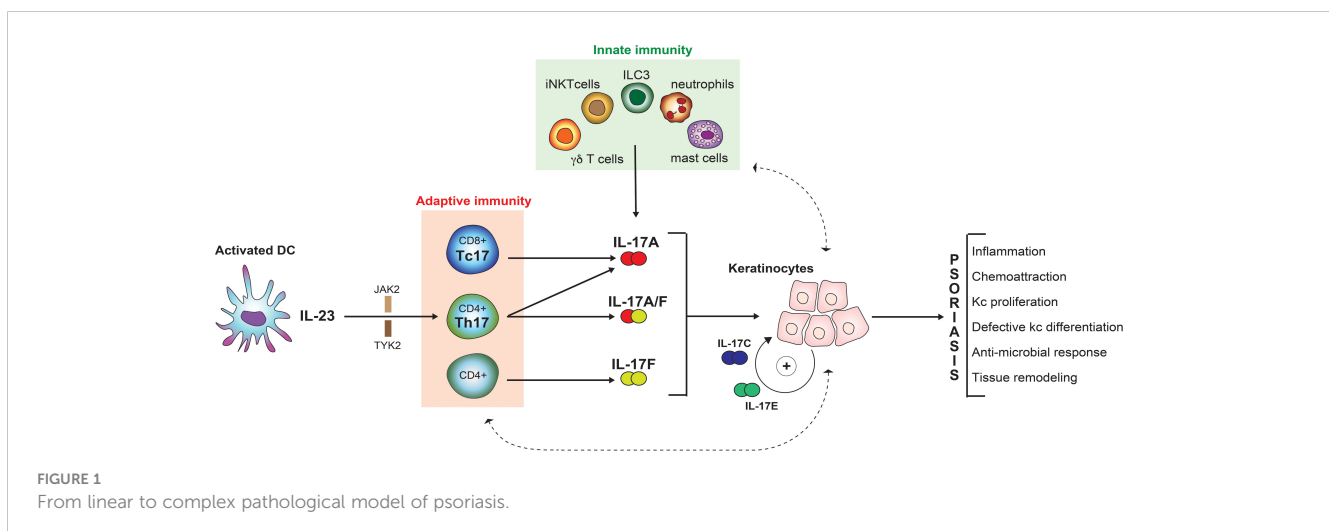 Innate immunity
ILC3
iNKTcells
neutrophils
γδ T cells
mast cells
Adaptive immunity
Activated DC
IL-23
JAK2
TYK2
CD8+
Tc17
CD4+
Th17
CD4+
IL-17A
IL-17A/F
IL-17F
Keratinocytes
IL-17C
+
IL-17E
PSORIASIS
Inflammation
Chemoattraction
Kc proliferation
Defective kc differentiation
Anti-microbial response
Tissue remodeling
FIGURE 1
From linear to complex pathological model of psoriasis.